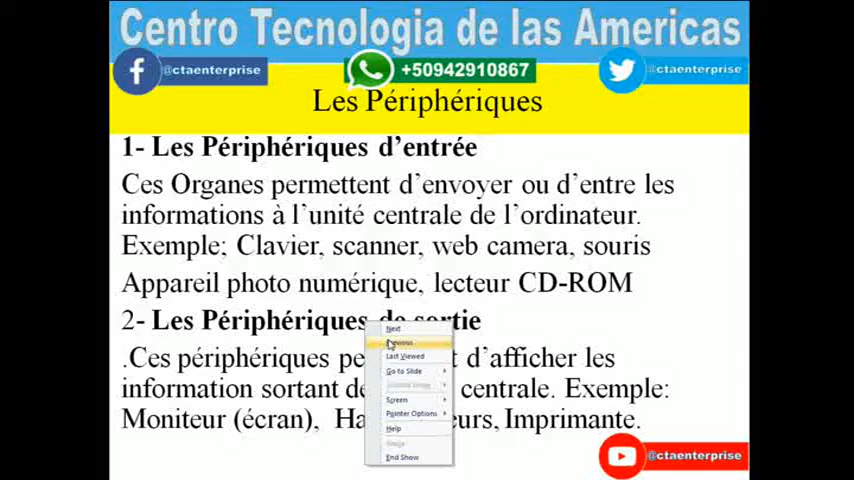 Centro Tecnologia de las Americas
@ctaenterprise
+50942910867
@ctaenterprise
Les Périphériques
1- Les Périphériques d’entrée
Ces Organes permettent d’envoyer ou d’entre les
informations à l’unité centrale de l’ordinateur.
Exemple; Clavier, scanner, web camera, souris
Appareil photo numérique, lecteur CD-ROM
2- Les Périphériques de sortie
.Ces périphériques d’afficher les
information sortant centrale. Exemple:
Moniteur (écran), Imprimante.
Next
Previous
Last Viewed
Go to Slide
Screen
Pointer Options
Help
End Show
@ctaenterprise